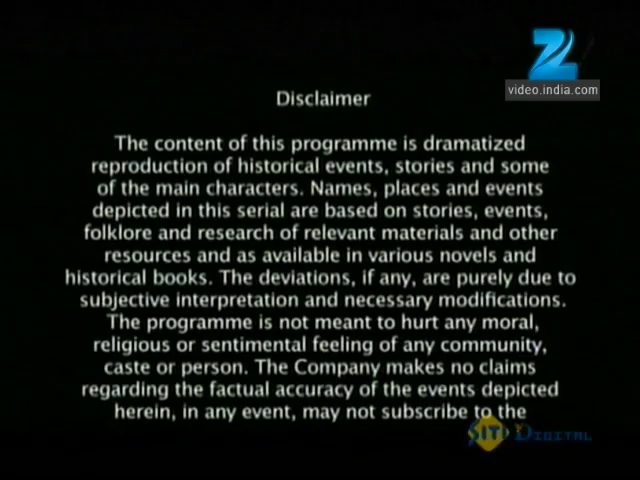 Z
video.india.com
Disclaimer
The content of this programme is dramatized
reproduction of historical events, stories and some
of the main characters. Names, places and events
depicted in this serial are based on stories, events,
folklore and research of relevant materials and other
resources and as available in various novels and
historical books. The deviations, if any, are purely due to
subjective interpretation and necessary modifications.
The programme is not meant to hurt any moral,
religious or sentimental feeling of any community,
caste or person. The Company makes no claims
regarding the factual accuracy of the events depicted
herein, in any event, may not subscribe to the
SITI DIGITAL